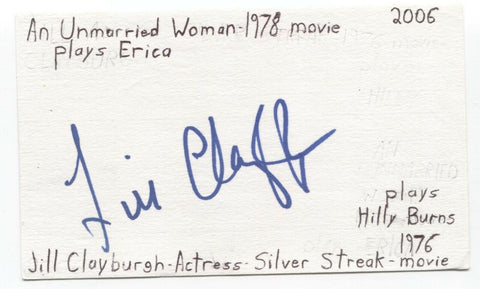 An Unmarried Woman-1978 movie 2006
plays Erica
Jill Clayburgh
plays
Hilly Burns
1976
Jill Clayburgh-Actress-Silver Streak-movie